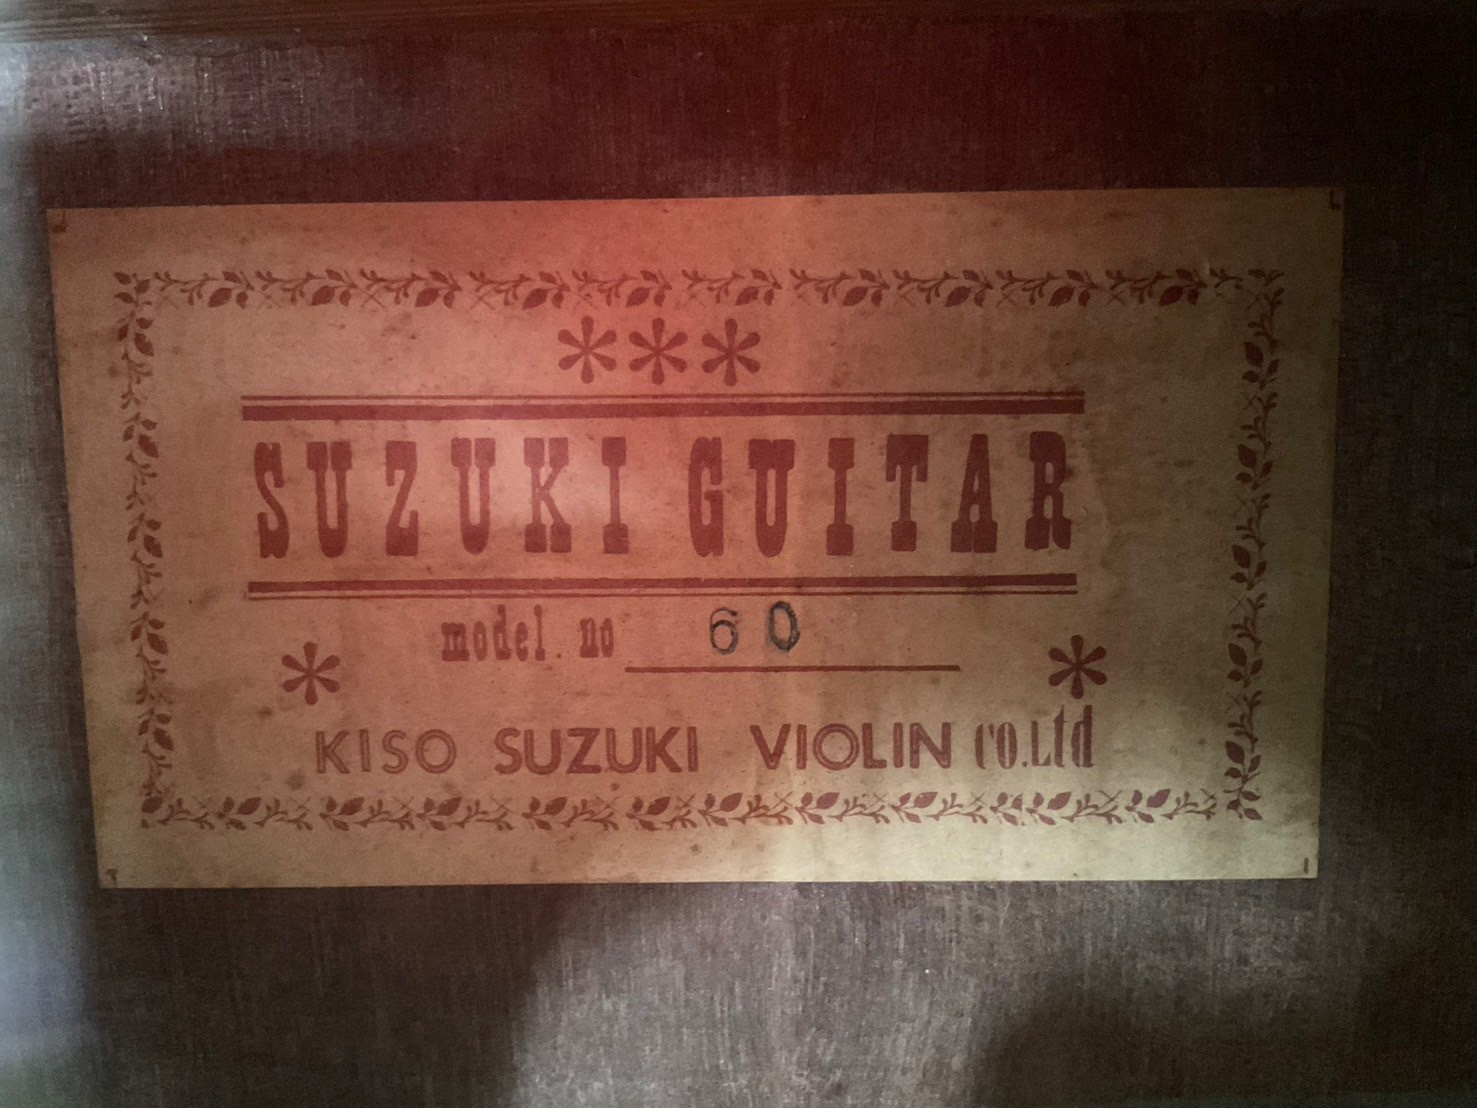 ***
SUZUKI GUITAR
model. no 60
* *
KISO SUZUKI VIOLIN CO.Ltd